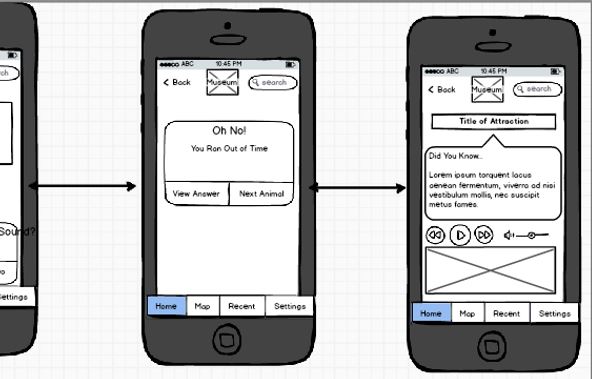 ABC 10:45 PM
Back
Museum
search
Oh No!
You Ran Out of Time
View Answer
Next Animal
Home
Map
Recent
Settings
ABC 10:45 PM
Back
Museum
search
Title of Attraction
Did You Know..
Lorem ipsum torquent lacus
aenean fermentum, viverra ad nisi
vestibulum mollis, nec suscipit
metus fames.
Home
Map
Recent
Settings
Sound?
ettings